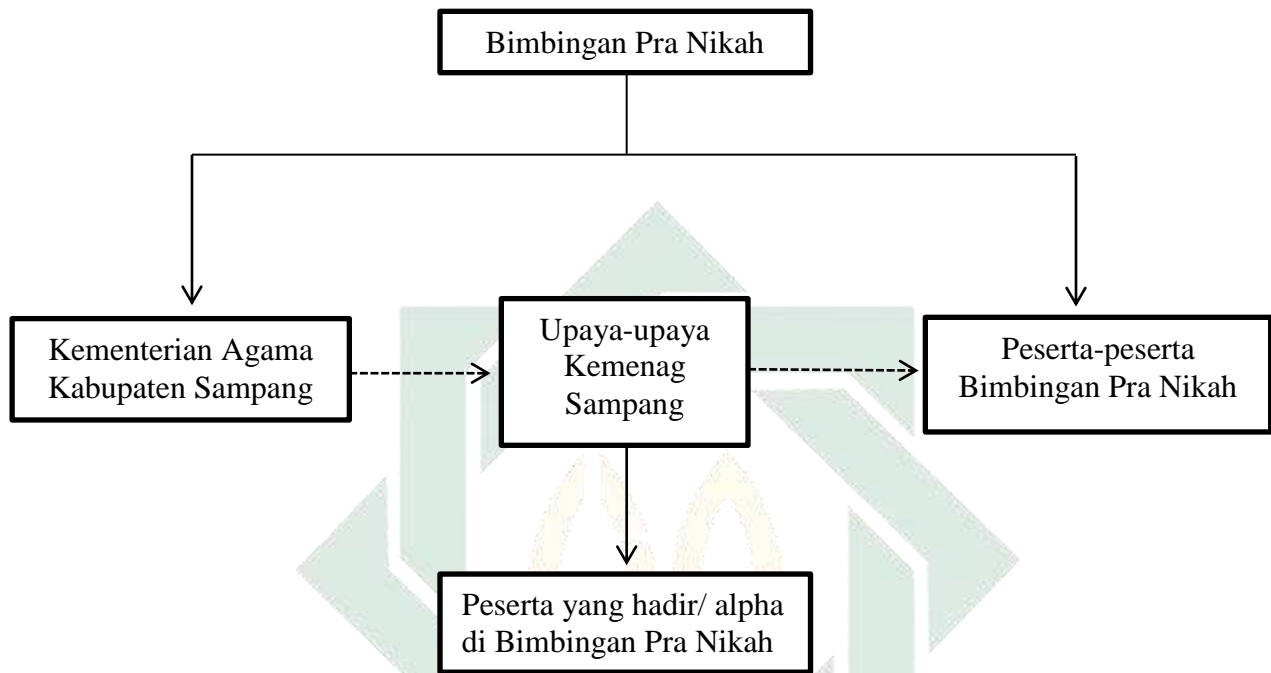 Bimbingan Pra Nikah
Kementerian Agama
Kabupaten Sampang
Upaya-upaya
Kemenag
Sampang
Peserta-peserta
Bimbingan Pra Nikah
Peserta yang hadir/ alpha
di Bimbingan Pra Nikah